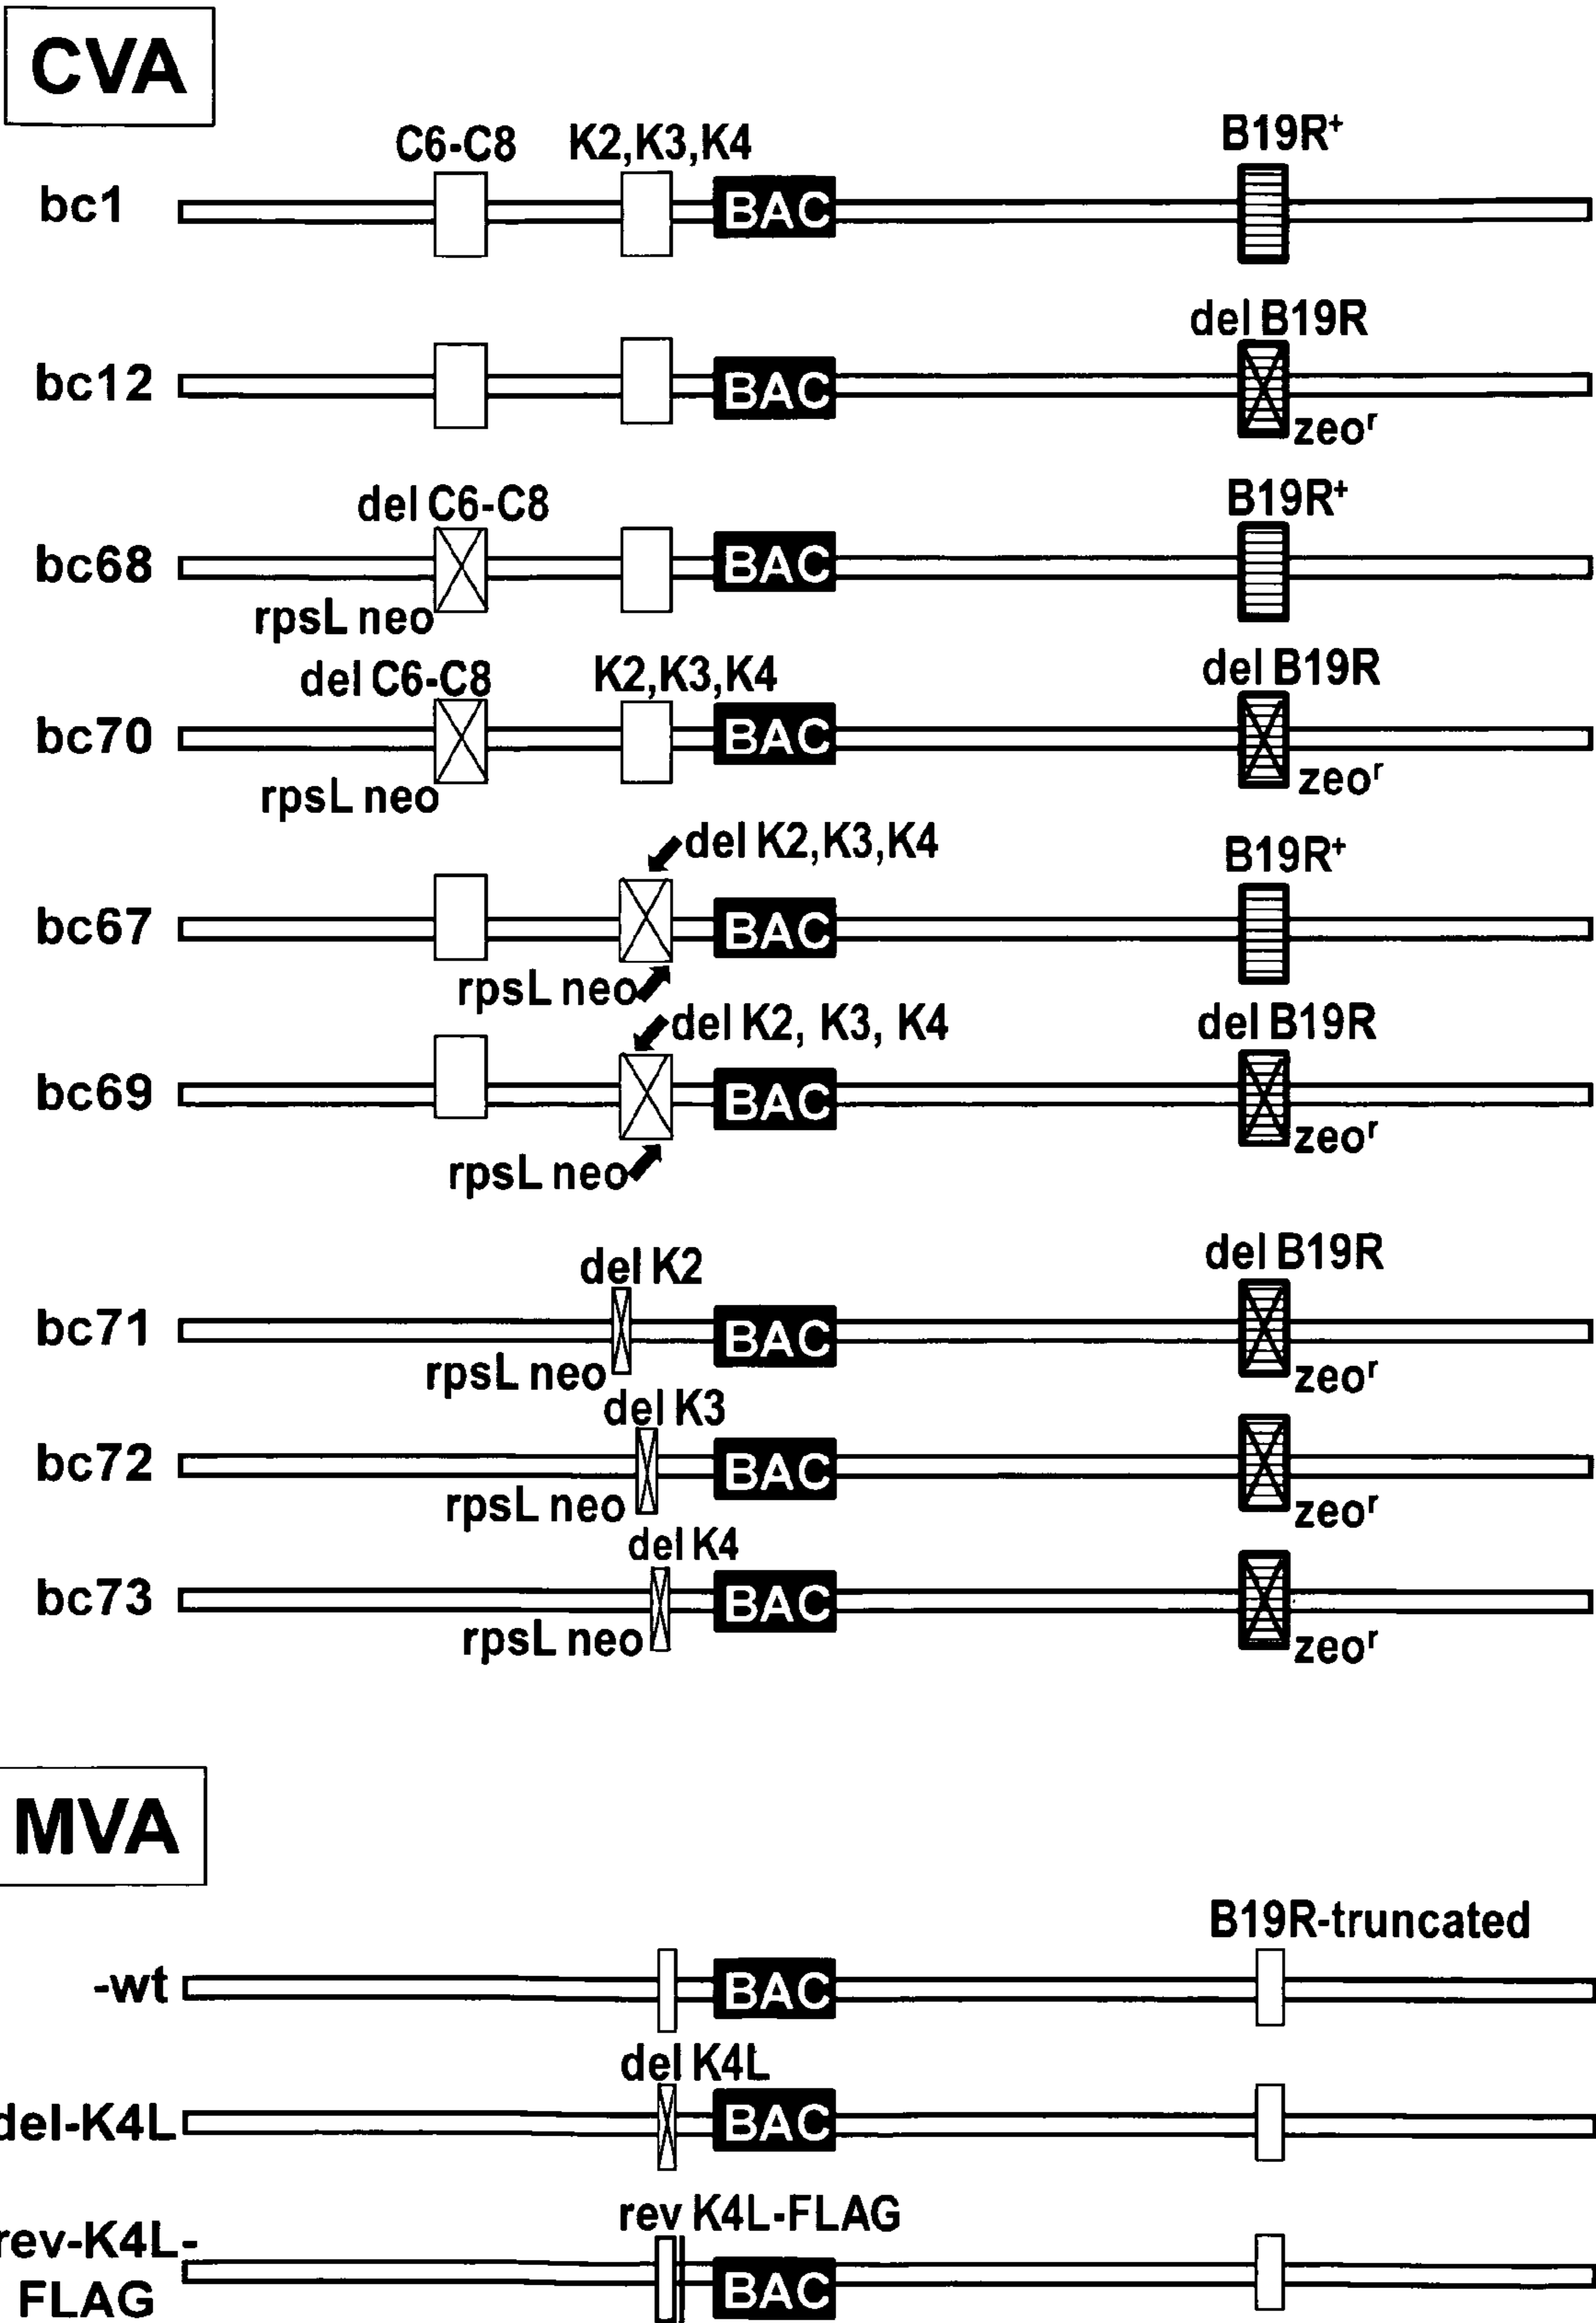 CVA
C6-C8 K2,K3,K4 B19R+
bc1 BAC
del B19R
bc12 BAC
zeor
del C6-C8 B19R+
bc68 BAC
rpsL neo
del C6-C8 K2,K3,K4 del B19R
bc70 BAC
rpsL neo zeor
del K2,K3,K4 B19R+
bc67 BAC
rpsL neo
del K2, K3, K4 del B19R
bc69 BAC
zeor
rpsL neo
del K2 del B19R
bc71 BAC
rpsL neo zeor
del K3
bc72 BAC
rpsL neo zeor
del K4
bc73 BAC
rpsL neo zeor
MVA
B19R-truncated
-wt BAC
del K4L
del-K4L BAC
rev K4L-FLAG
rev-K4L-
FLAG BAC